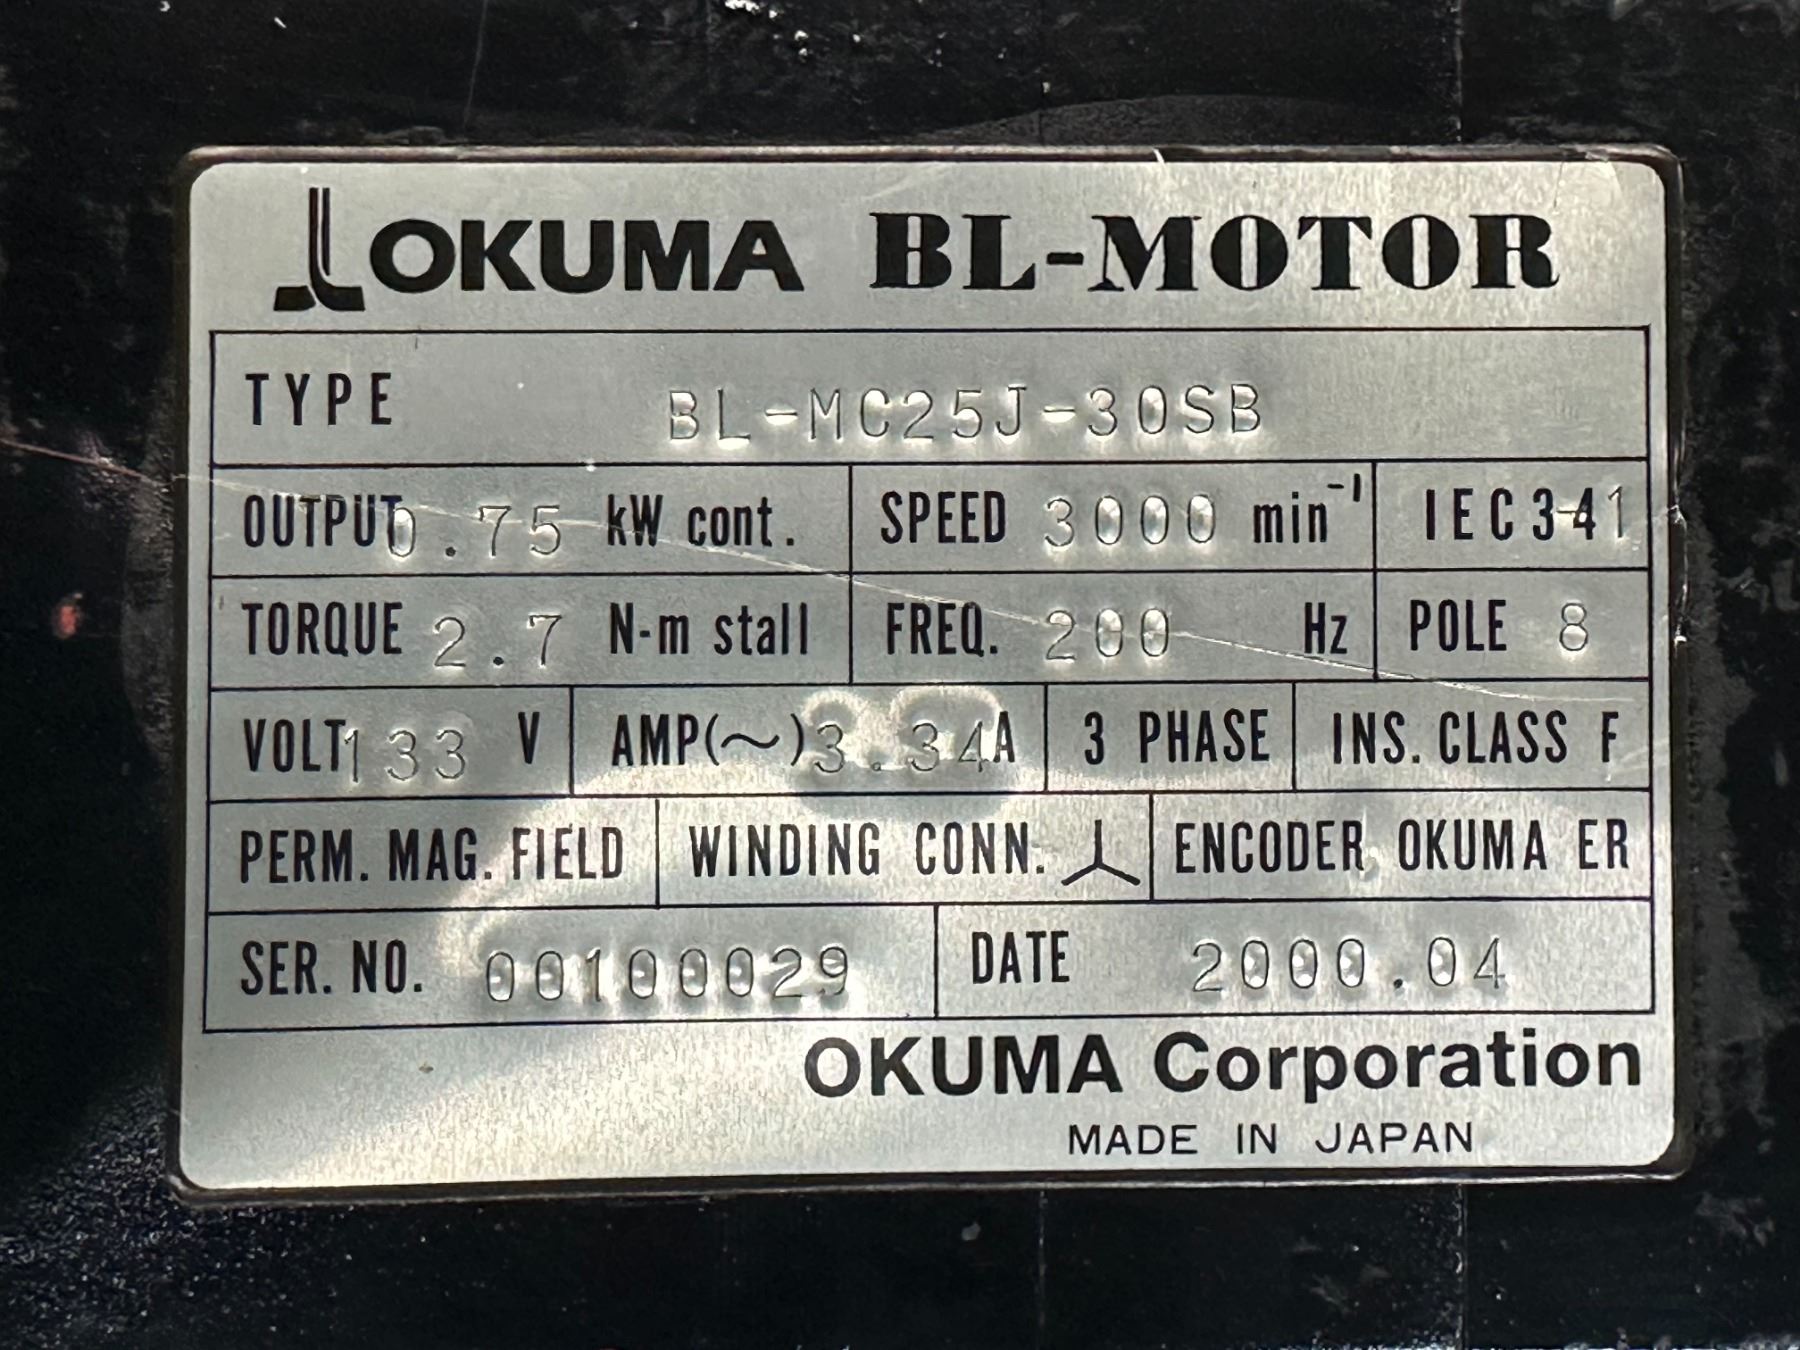 OKUMA BL-MOTOR
TYPE BL-MC25J-30SB
OUTPUT 0.75 kW cont. SPEED 3000 min⁻¹ IEC 34 1
TORQUE 2.7 N-m stall FREQ. 200 Hz POLE 8
VOLT 133 V AMP(~) 3.34 A 3 PHASE INS. CLASS F
PERM. MAG. FIELD WINDING CONN. ENCODER OKUMA ER
SER. NO. 00100029 DATE 2000.04
OKUMA Corporation
MADE IN JAPAN